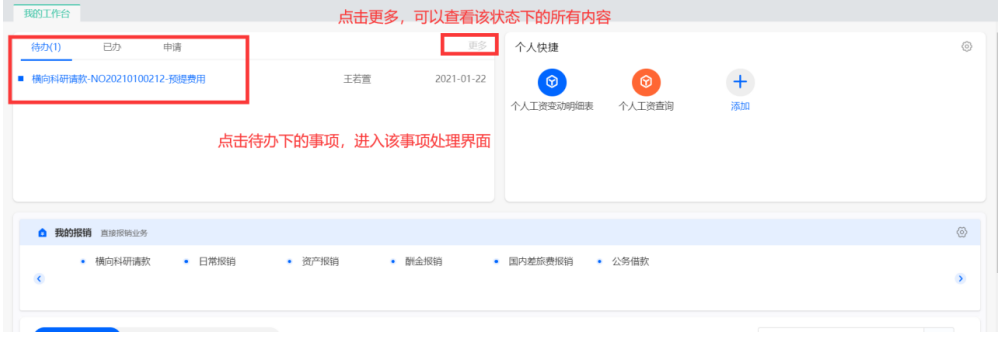 我的工作台
点击更多，可以查看该状态下的所有内容
待办(1) 已办 申请 更多
横向科研请款-NO20210100212-预提费用 王若萱 2021-01-22
点击待办下的事项，进入该事项处理界面
个人快捷
个人工资变动明细表 个人工资查询 添加
我的报销 直接报销业务
横向科研请款 日常报销 资产报销 酬金报销 国内差旅费报销 公务借款